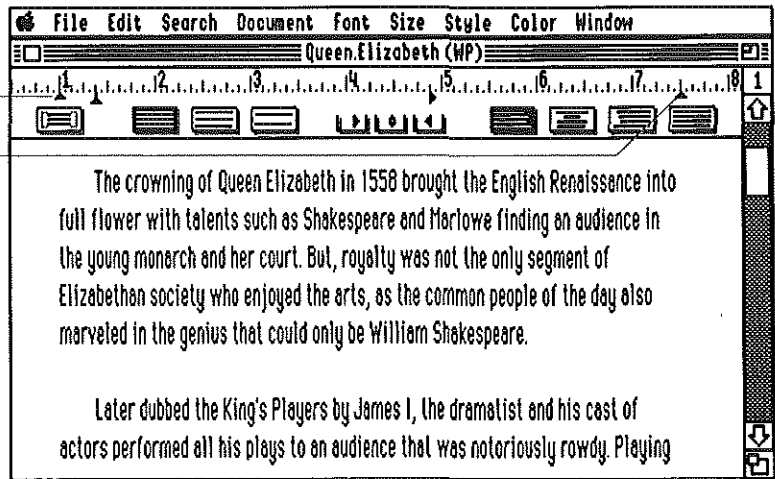 File Edit Search Document Font Size Style Color Window
Queen.Elizabeth (WP)
1 2 3 4 5 6 7 8 1
The crowning of Queen Elizabeth in 1558 brought the English Renaissance into
full flower with talents such as Shakespeare and Marlowe finding an audience in
the young monarch and her court. But, royalty was not the only segment of
Elizabethan society who enjoyed the arts, as the common people of the day also
marveled in the genius that could only be William Shakespeare.
Later dubbed the King's Players by James I, the dramatist and his cast of
actors performed all his plays to an audience that was notoriously rowdy. Playing